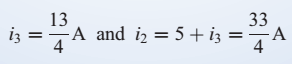 i₃ = 13/4 A and i₂ = 5 + i₃ = 33/4 A